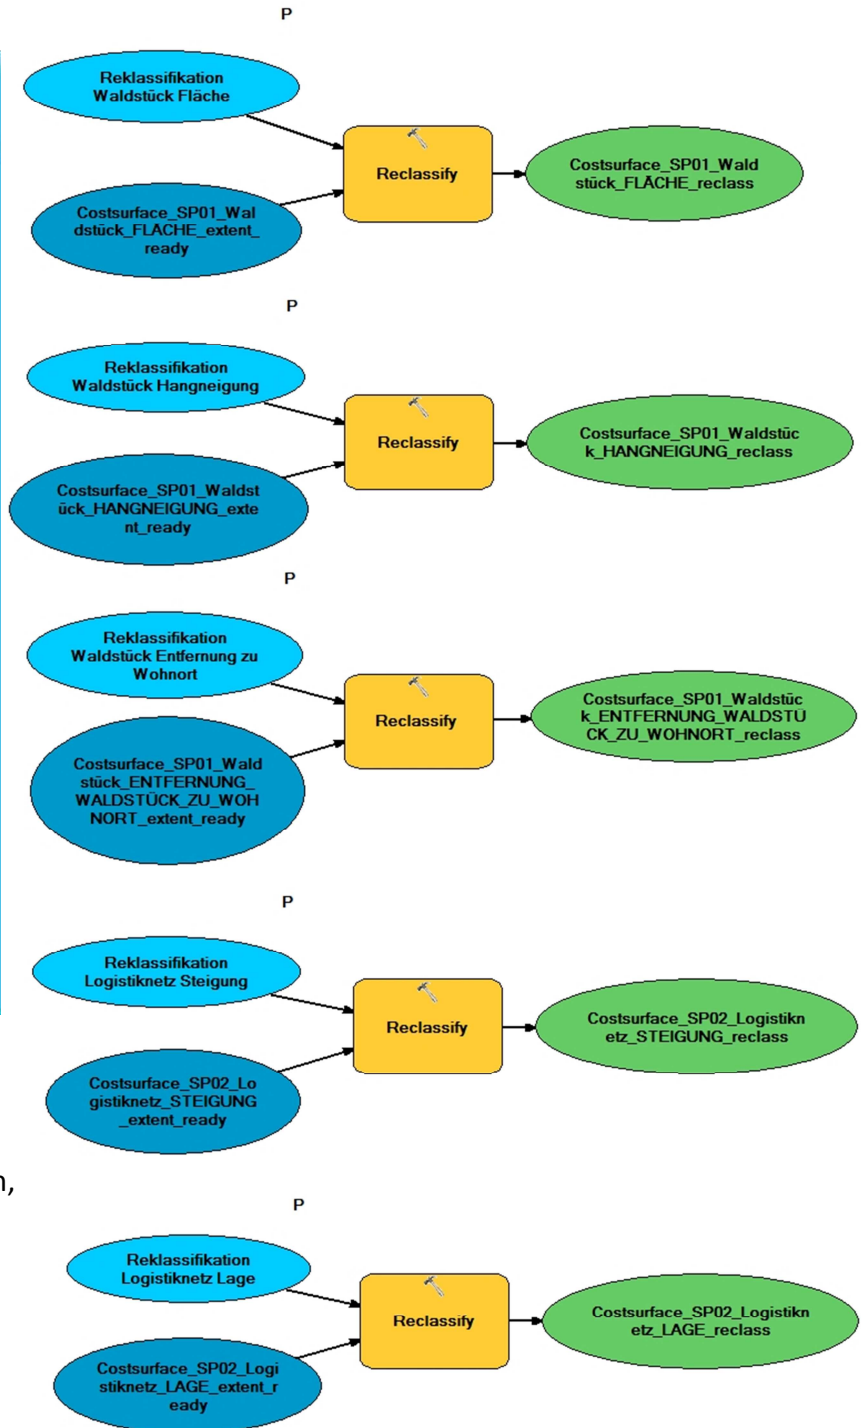 P
Reklassifikation
Waldstück Fläche
Reclassify
Costsurface_SP01_Wald
stück_FLÄCHE_reclass
Costsurface_SP01_Wal
dstück_FLÄCHE_extent_
ready
P
Reklassifikation
Waldstück Hangneigung
Reclassify
Costsurface_SP01_Waldstüc
k_HANGNEIGUNG_reclass
Costsurface_SP01_Waldst
ück_HANGNEIGUNG_exte
nt_ready
P
Reklassifikation
Waldstück Entfernung zu
Wohnort
Reclassify
Costsurface_SP01_Waldstüc
k_ENTFERNUNG_WALDSTÜ
CK_ZU_WOHNORT_reclass
Costsurface_SP01_Wald
stück_ENTFERNUNG_
WALDSTÜCK_ZU_WOH
NORT_extent_ready
P
Reklassifikation
Logistiknetz Steigung
Reclassify
Costsurface_SP02_Logistikn
etz_STEIGUNG_reclass
Costsurface_SP02_Lo
gistiknetz_STEIGUNG
_extent_ready
n,
P
Reklassifikation
Logistiknetz Lage
Reclassify
Costsurface_SP02_Logistikn
etz_LAGE_reclass
Costsurface_SP02_Logi
stiknetz_LAGE_extent_r
eady